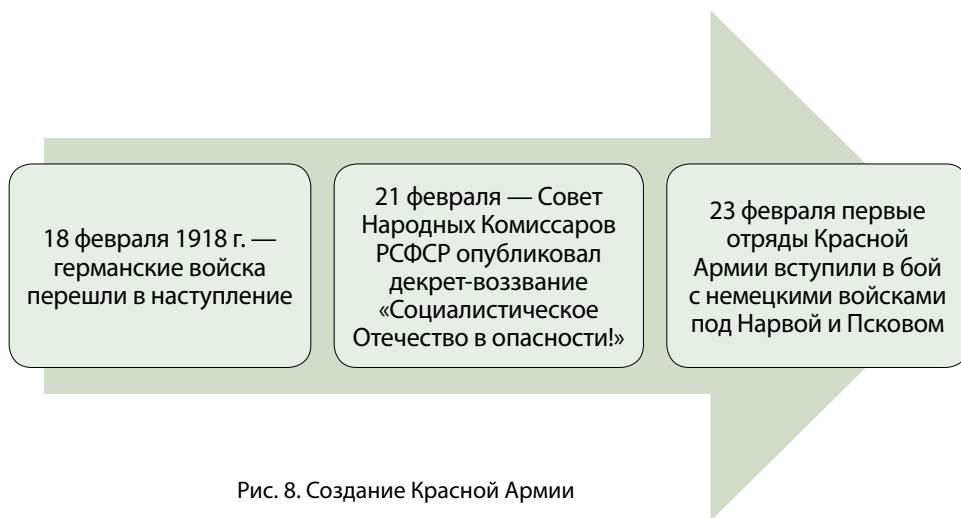 18 февраля 1918 г. —
германские войска
перешли в наступление
21 февраля — Совет
Народных Комиссаров
РСФСР опубликовал
декрет-воззвание
«Социалистическое
Отечество в опасности!»
23 февраля первые
отряды Красной
Армии вступили в бой
с немецкими войсками
под Нарвой и Псковом
Рис. 8. Создание Красной Армии